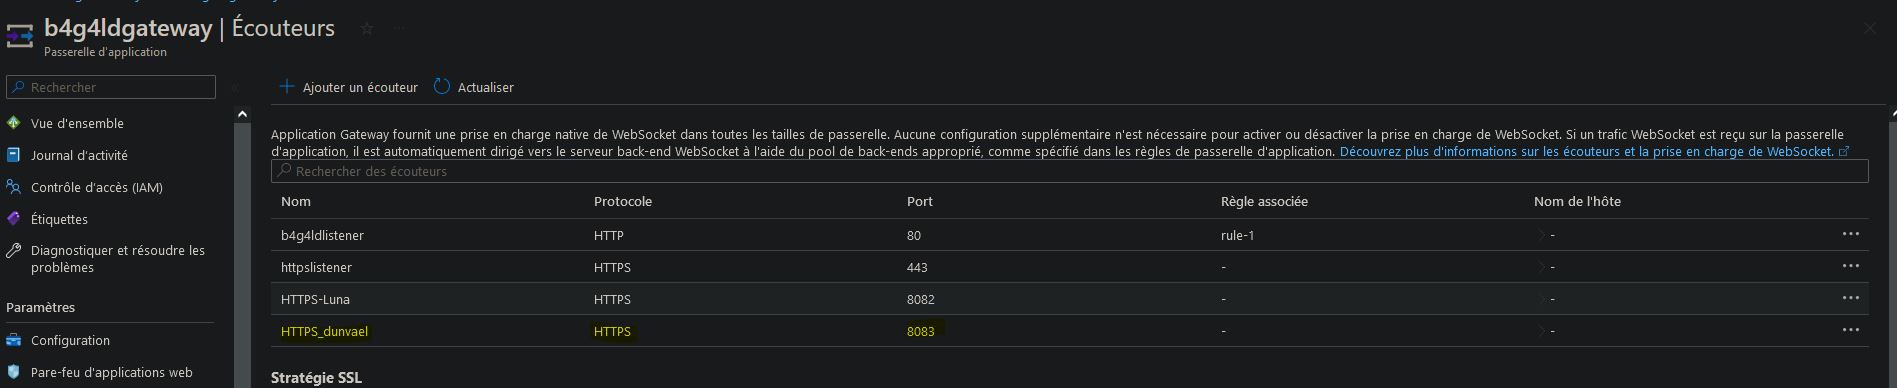 b4g4ldgateway | Écouteurs
Passerelle d'application
Rechercher
Vue d'ensemble
Journal d'activité
Contrôle d'accès (IAM)
Étiquettes
Diagnostiquer et résoudre les
problèmes
Paramètres
Configuration
Pare-feu d'applications web
Ajouter un écouteur Actualiser
Application Gateway fournit une prise en charge native de WebSocket dans toutes les tailles de passerelle. Aucune configuration supplémentaire n'est nécessaire pour activer ou désactiver la prise en charge de WebSocket. Si un trafic WebSocket est reçu sur la passerelle
d'application, il est automatiquement dirigé vers le serveur back-end WebSocket à l'aide du pool de back-ends approprié, comme spécifié dans les règles de passerelle d'application. Découvrez plus d'informations sur les écouteurs et la prise en charge de WebSocket.
Rechercher des écouteurs
Nom Protocole Port Règle associée Nom de l'hôte
b4g4ldlistener HTTP 80 rule-1 -
httpslistener HTTPS 443 - -
HTTPS-Luna HTTPS 8082 - -
HTTPS_dunvael HTTPS 8083 - -
Stratégie SSL